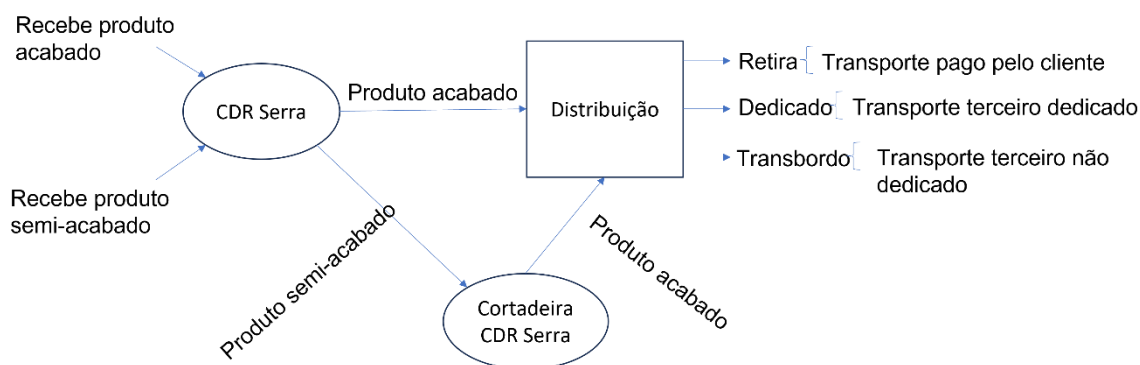 Recebe produto
acabado
CDR Serra
Recebe produto
semi-acabado
Produto acabado
Produto semi-acabado
Cortadeira
CDR Serra
Produto acabado
Distribuição
Retira
Transporte pago pelo cliente
Dedicado
Transporte terceiro dedicado
Transbordo
Transporte terceiro não
dedicado